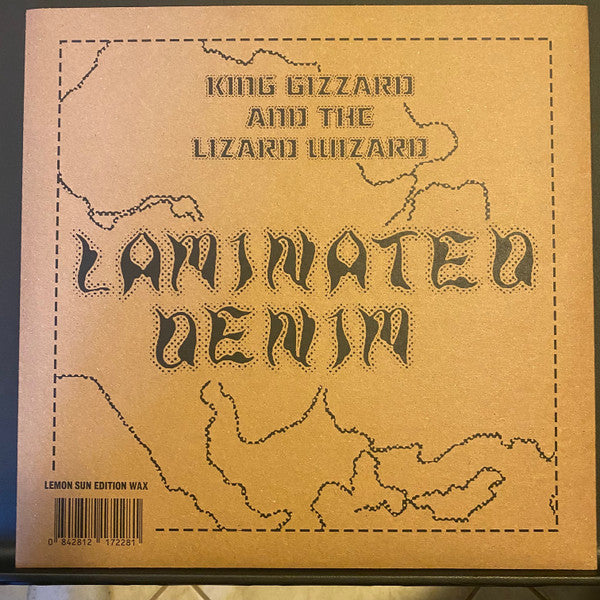 KING GIZZARD
AND THE
LIZARD WIZARD
LAMINATED
DENIM
LEMON SUN EDITION WAX
0 842812 172281